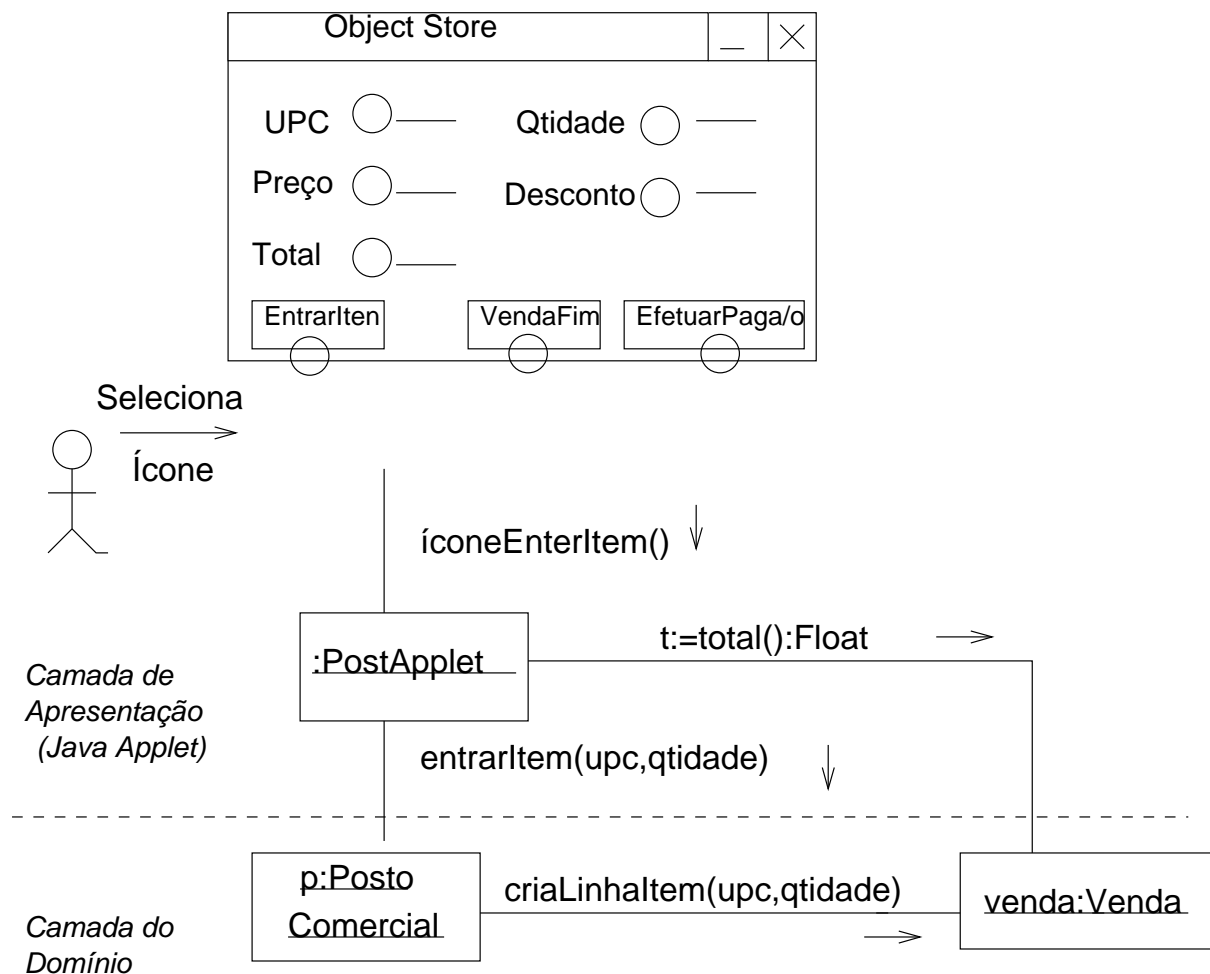 Object Store
UPC
Qtidade
Preço
Desconto
Total
EntrarIten
VendaFim
EfetuarPaga/o
Seleciona
Ícone
íconeEnterItem()
t:=total():Float
:PostApplet
Camada de
Apresentação
(Java Applet)
entrarItem(upc,qtidade)
p:Posto
Comercial
criaLinhaItem(upc,qtidade)
venda:Venda
Camada do
Domínio